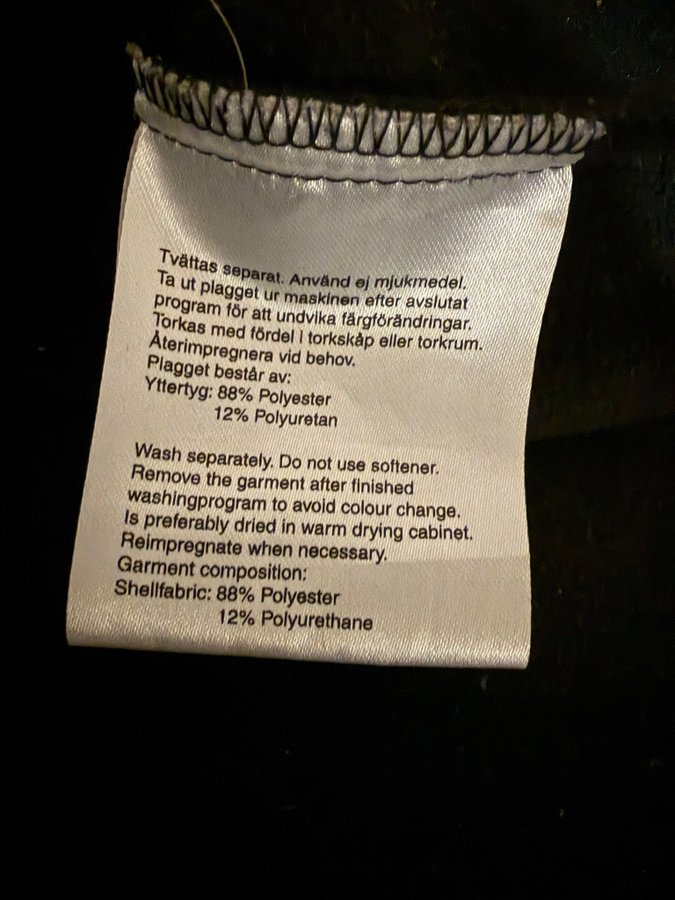 Tvättas separat. Använd ej mjukmedel.
Ta ut plagget ur maskinen efter avslutat
program för att undvika färgförändringar.
Torkas med fördel i torkskåp eller torkrum.
Återimpregnera vid behov.
Plagget består av:
Yttertyg: 88% Polyester
12% Polyuretan
Wash separately. Do not use softener.
Remove the garment after finished
washingprogram to avoid colour change.
Is preferably dried in warm drying cabinet.
Reimpregnate when necessary.
Garment composition:
Shellfabric: 88% Polyester
12% Polyurethane